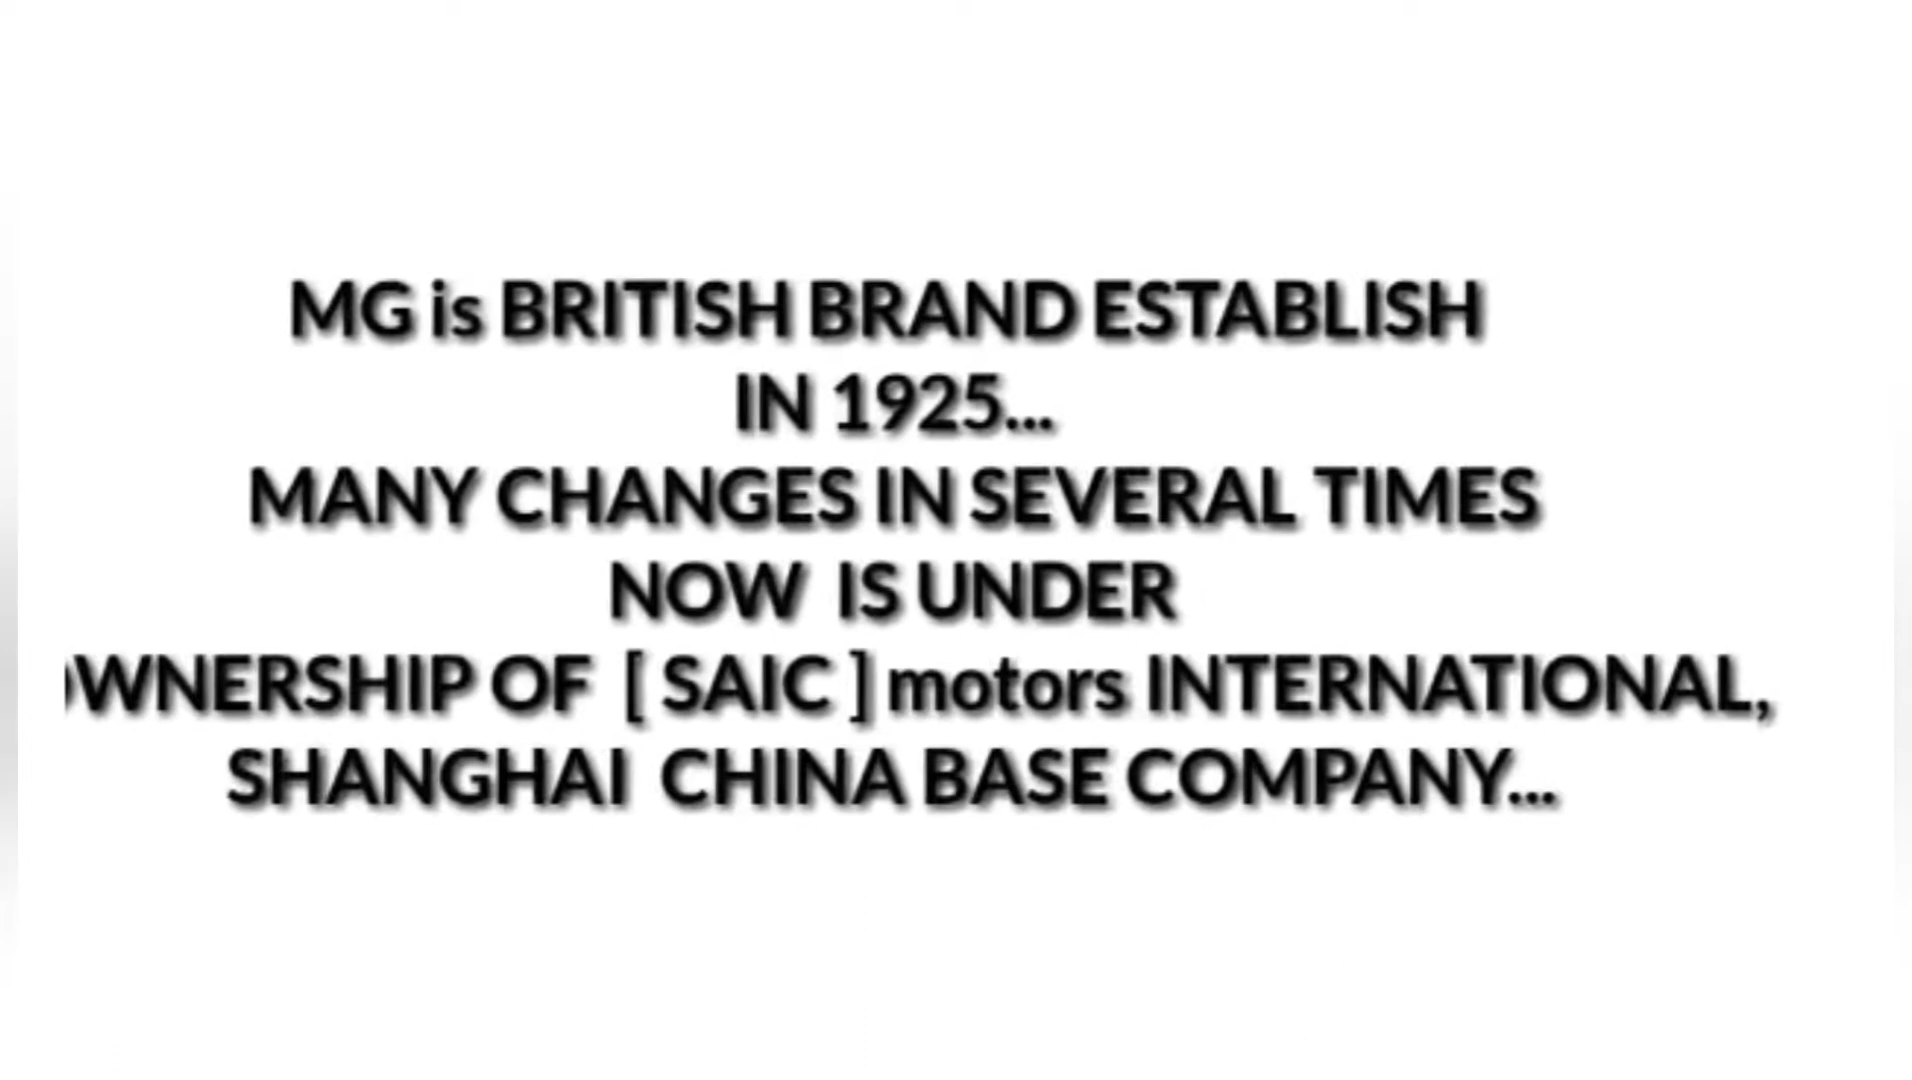 MG is BRITISH BRAND ESTABLISH
IN 1925...
MANY CHANGES IN SEVERAL TIMES
NOW IS UNDER
OWNERSHIP OF [ SAIC ] motors INTERNATIONAL,
SHANGHAI CHINA BASE COMPANY...